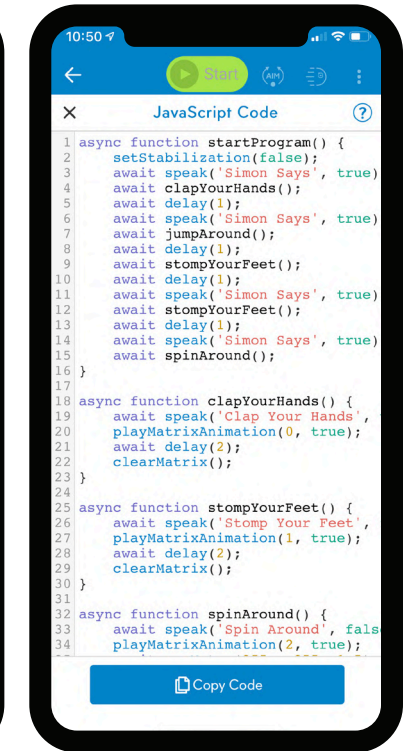 10:50
Start
AIM
JavaScript Code
?
1 async function startProgram() {
2 setStabilization(false);
3 await speak('Simon Says', true)
4 await clapYourHands();
5 await delay(1);
6 await speak('Simon Says', true)
7 await jumpAround();
8 await delay(1);
9 await stompYourFeet();
10 await delay(1);
11 await speak('Simon Says', true)
12 await stompYourFeet();
13 await delay(1);
14 await speak('Simon Says', true)
15 await spinAround();
16 }
17
18 async function clapYourHands() {
19 await speak('Clap Your Hands',
20 playMatrixAnimation(0, true);
21 await delay(2);
22 clearMatrix();
23 }
24
25 async function stompYourFeet() {
26 await speak('Stomp Your Feet',
27 playMatrixAnimation(1, true);
28 await delay(2);
29 clearMatrix();
30 }
31
32 async function spinAround() {
33 await speak('Spin Around', fals
34 playMatrixAnimation(2, true);
Copy Code